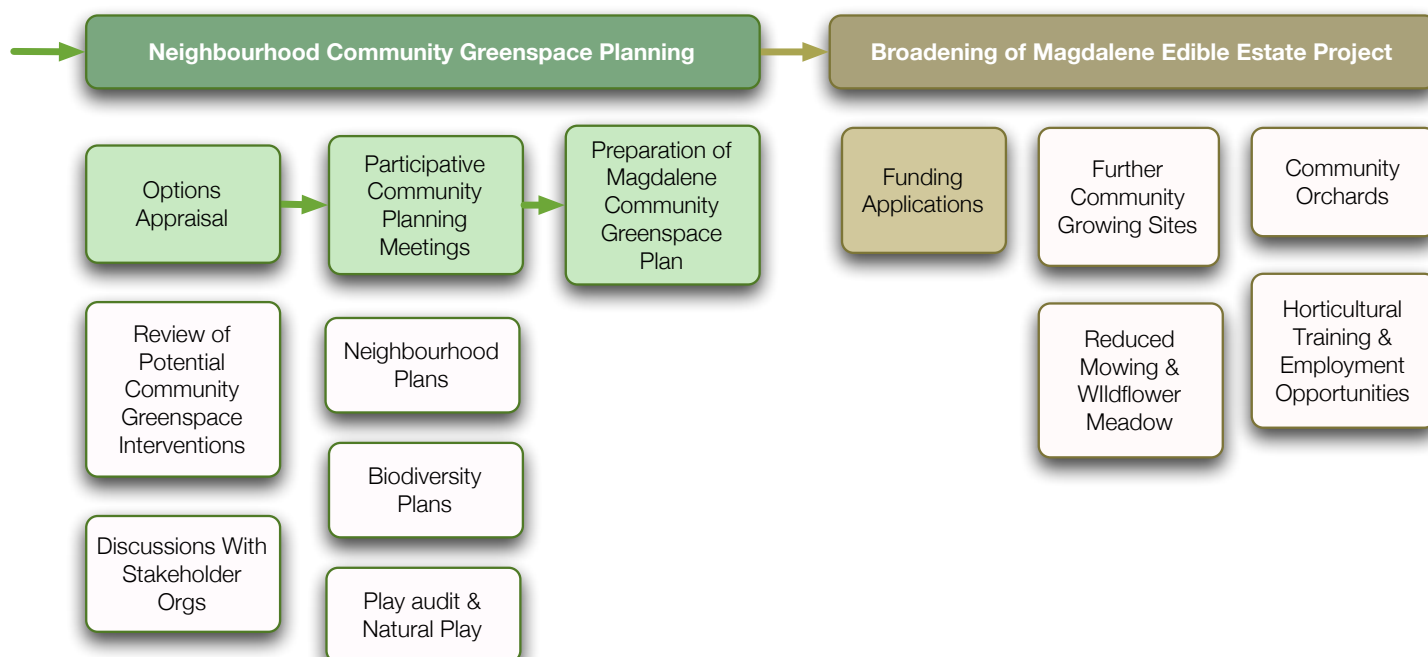 Neighbourhood Community Greenspace Planning
Broadening of Magdalene Edible Estate Project
Options
Appraisal
Participative
Community
Planning
Meetings
Preparation of
Magdalene
Community
Greenspace
Plan
Funding
Applications
Further
Community
Growing Sites
Community
Orchards
Review of
Potential
Community
Greenspace
Interventions
Neighbourhood
Plans
Reduced
Mowing &
WIldflower
Meadow
Horticultural
Training &
Employment
Opportunities
Biodiversity
Plans
Discussions With
Stakeholder
Orgs
Play audit &
Natural Play